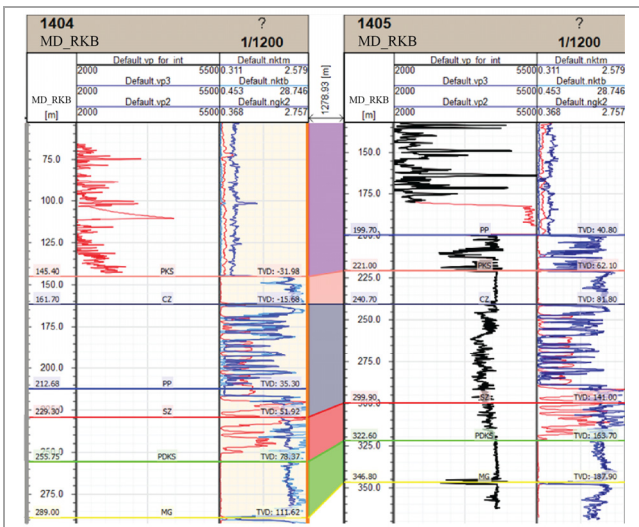 1404 ?
MD_RKB 1/1200
Default.vp_for_int Default.nktm
2000 5500 0.311 2.579
Default.vp3 Default.nktb
2000 5500 0.453 28.746
MD_RKB Default.vp2 Default.ngk2
[m] 2000 5500 0.368 2.757
75.0
100.0
125.0
145.40 PKS TVD: -31.98
150.0
161.70 CZ TVD: -15.68
175.0
200.0
212.68 PP TVD: 35.30
229.30 SZ TVD: 51.92
255.75 PDKS TVD: 78.37
275.0
289.00 MG TVD: 111.62
1278.93 [m]
1405 ?
MD_RKB 1/1200
Default.vp_for_int Default.nktm
2000 5500 0.311 2.579
Default.vp3 Default.nktb
2000 5500 0.453 28.746
MD_RKB Default.vp2 Default.ngk2
[m] 2000 5500 0.368 2.757
150.0
175.0
199.70 PP TVD: 40.80
221.00 PKS TVD: 62.10
225.0
240.70 CZ TVD: 81.80
250.0
275.0
299.90 SZ TVD: 141.00
322.60 PDKS TVD: 163.70
325.0
346.80 MG TVD: 187.90
350.0